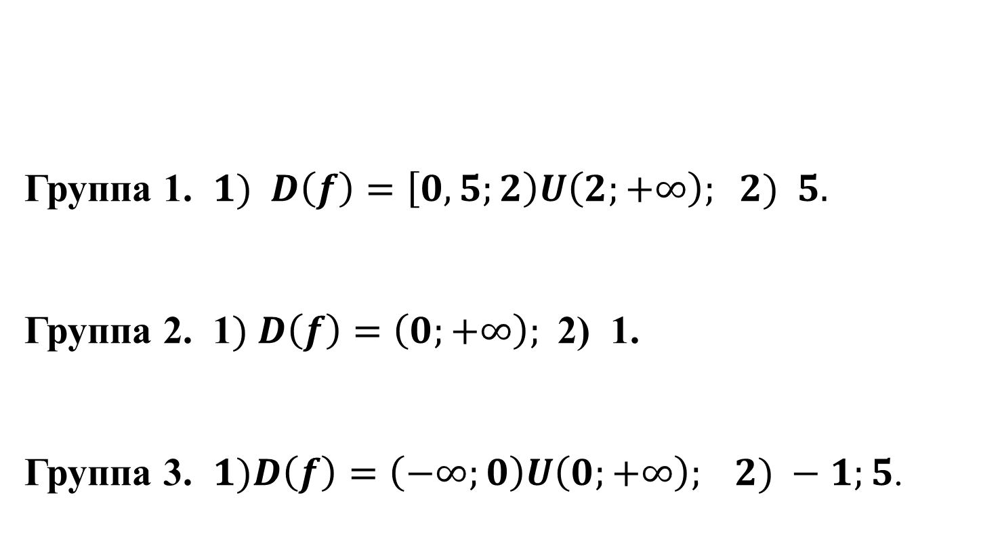 Группа 1. 1) D(f) = [0,5; 2)U(2; +∞); 2) 5.
Группа 2. 1) D(f) = (0; +∞); 2) 1.
Группа 3. 1)D(f) = (−∞; 0)U(0; +∞); 2) − 1; 5.